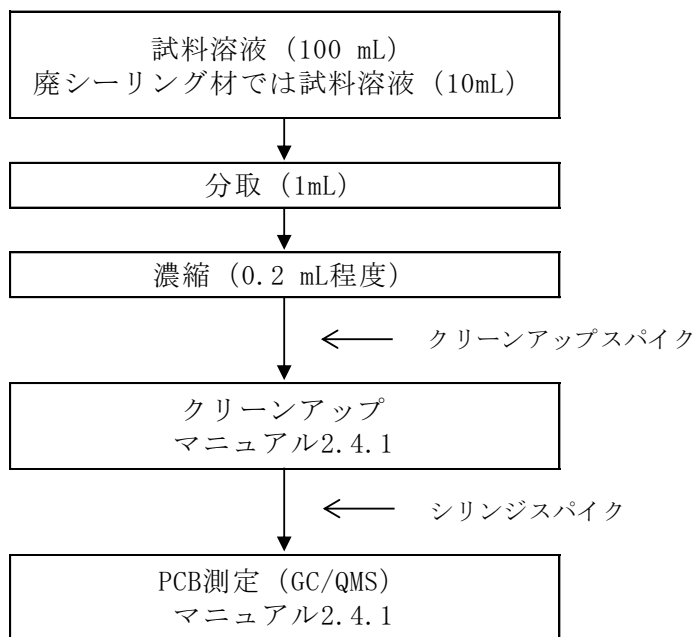 試料溶液（100 mL）
廃シーリング材では試料溶液（10mL）
分取（1mL）
濃縮（0.2 mL程度）
クリーンアップスパイク
クリーンアップ
マニュアル2.4.1
シリンジスパイク
PCB測定（GC/QMS）
マニュアル2.4.1